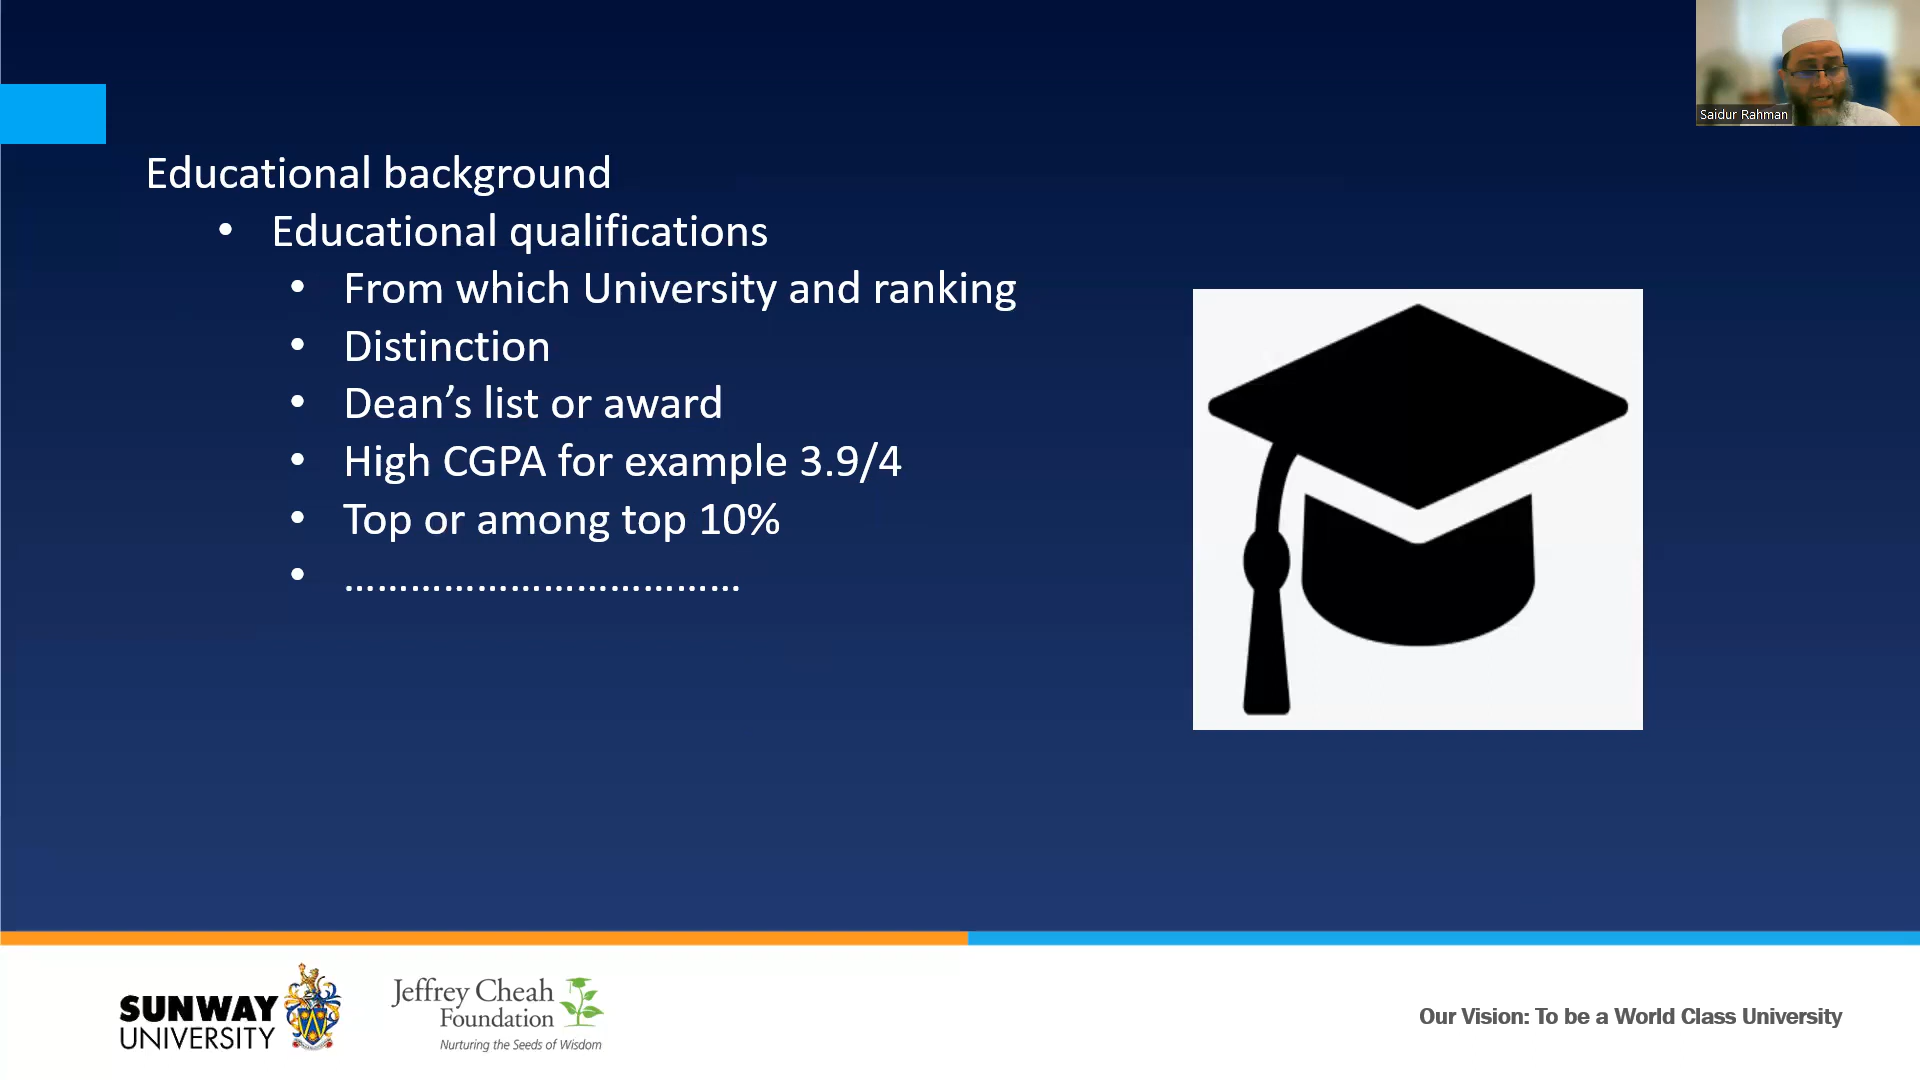 Saidur Rahman
Educational background
• Educational qualifications
• From which University and ranking
• Distinction
• Dean’s list or award
• High CGPA for example 3.9/4
• Top or among top 10%
• ………………………………
SUNWAY
UNIVERSITY
Jeffrey Cheah
Foundation
Nurturing the Seeds of Wisdom
Our Vision: To be a World Class University